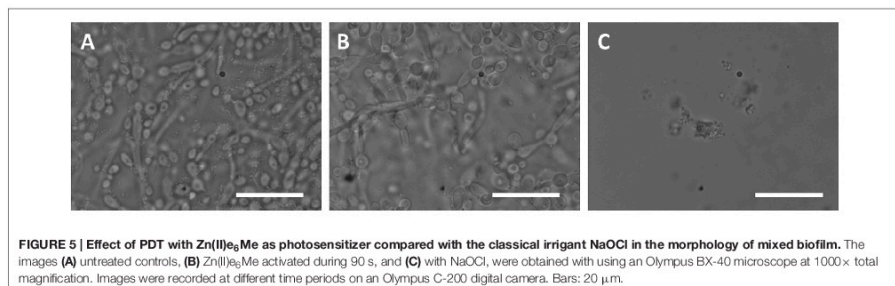 A
B
C
FIGURE 5 | Effect of PDT with Zn(II)e₆Me as photosensitizer compared with the classical irrigant NaOCl in the morphology of mixed biofilm. The
images (A) untreated controls, (B) Zn(II)e₆Me activated during 90 s, and (C) with NaOCl, were obtained with using an Olympus BX-40 microscope at 1000× total
magnification. Images were recorded at different time periods on an Olympus C-200 digital camera. Bars: 20 μm.